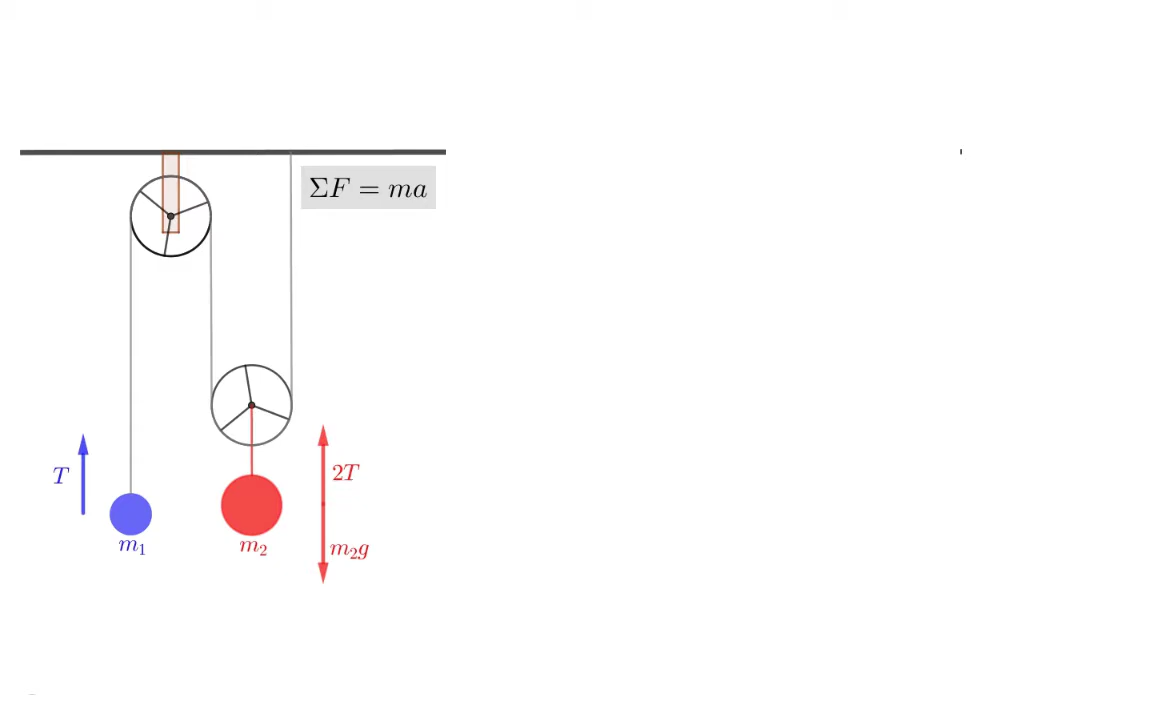 ΣF = ma
T
2T
m₁
m₂
m₂g